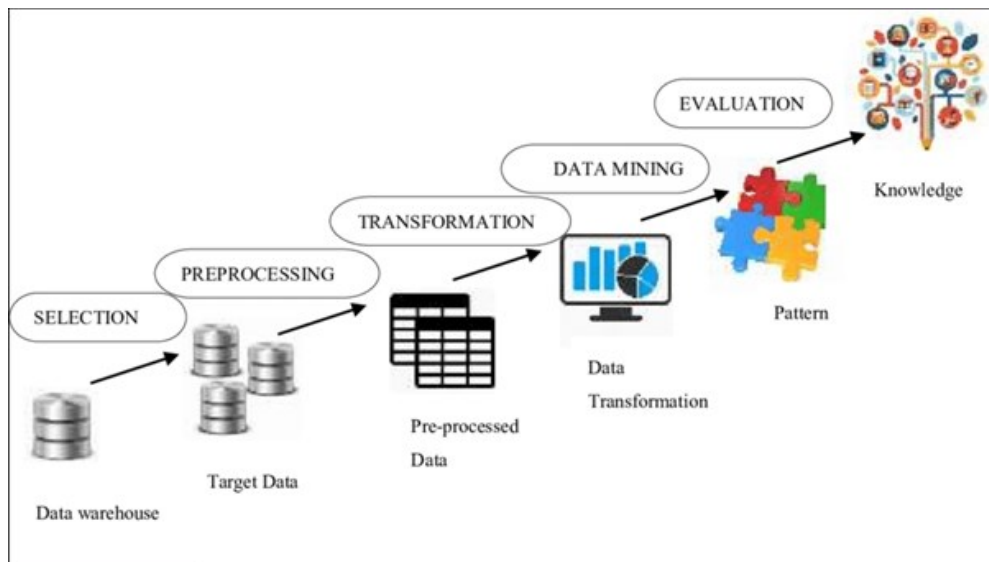 EVALUATION
DATA MINING
Knowledge
TRANSFORMATION
PREPROCESSING
Pattern
SELECTION
Data
Transformation
Pre-processed
Data
Target Data
Data warehouse